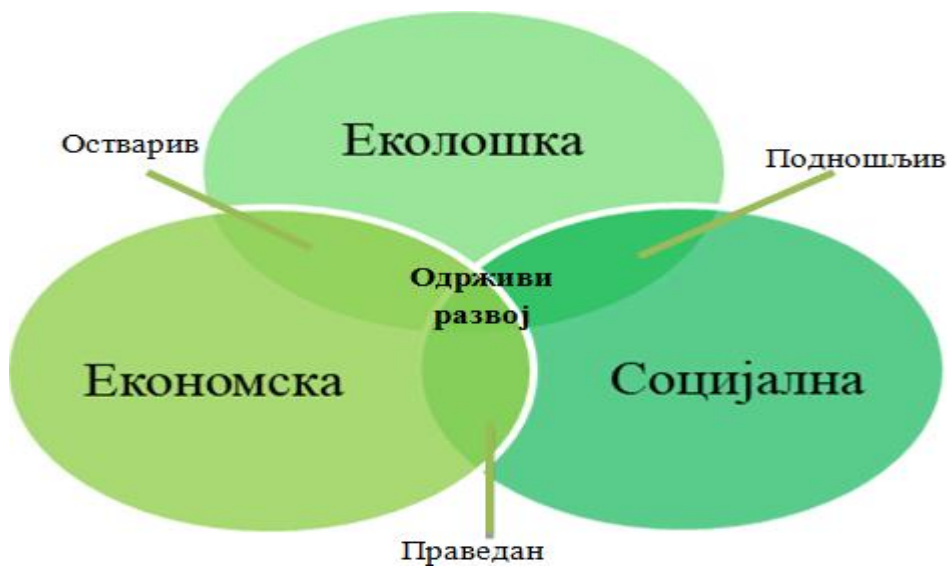 Еколошка
Остварив
Подношљив
Одрживи
развој
Економска
Социјална
Праведан